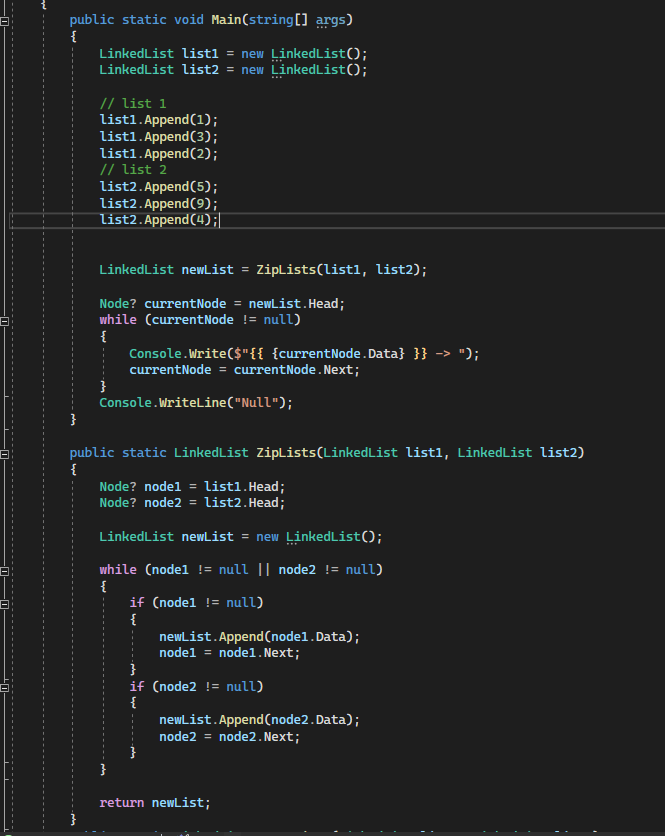 {
public static void Main(string[] args)
{
LinkedList list1 = new LinkedList();
LinkedList list2 = new LinkedList();
// list 1
list1.Append(1);
list1.Append(3);
list1.Append(2);
// list 2
list2.Append(5);
list2.Append(9);
list2.Append(4);
LinkedList newList = ZipLists(list1, list2);
Node? currentNode = newList.Head;
while (currentNode != null)
{
Console.Write($"{{ {currentNode.Data} }} -> ");
currentNode = currentNode.Next;
}
Console.WriteLine("Null");
}
public static LinkedList ZipLists(LinkedList list1, LinkedList list2)
{
Node? node1 = list1.Head;
Node? node2 = list2.Head;
LinkedList newList = new LinkedList();
while (node1 != null || node2 != null)
{
if (node1 != null)
{
newList.Append(node1.Data);
node1 = node1.Next;
}
if (node2 != null)
{
newList.Append(node2.Data);
node2 = node2.Next;
}
}
return newList;
}